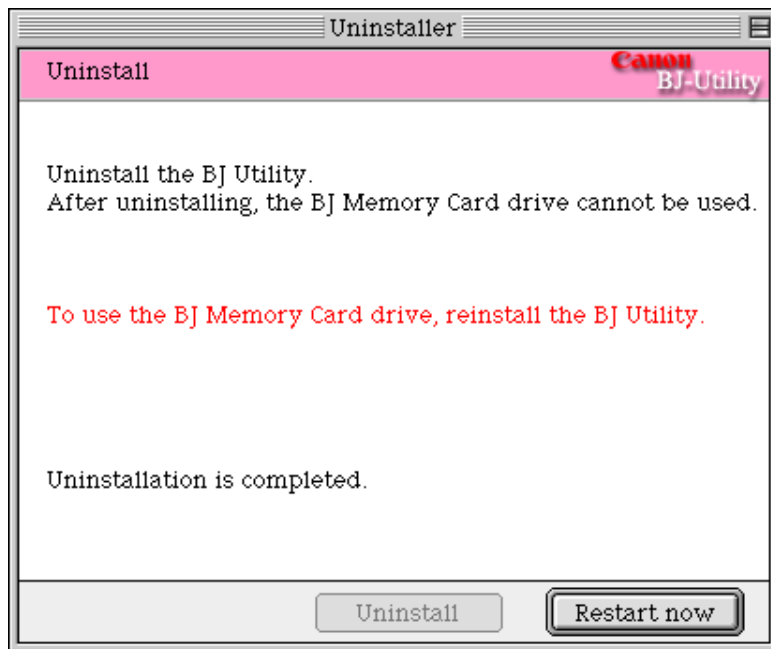 Uninstaller
Uninstall
Canon
BJ-Utility
Uninstall the BJ Utility.
After uninstalling, the BJ Memory Card drive cannot be used.
To use the BJ Memory Card drive, reinstall the BJ Utility.
Uninstallation is completed.
Uninstall
Restart now